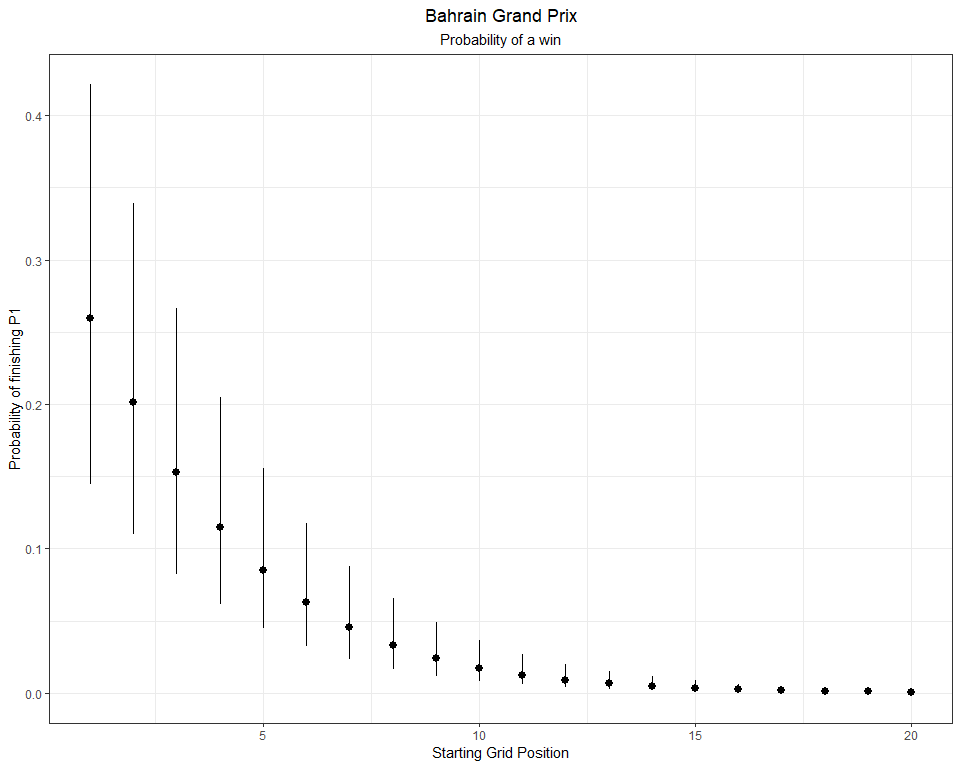 Bahrain Grand Prix
Probability of a win
Probability of finishing P1
0.4
0.3
0.2
0.1
0.0
5
10
15
20
Starting Grid Position